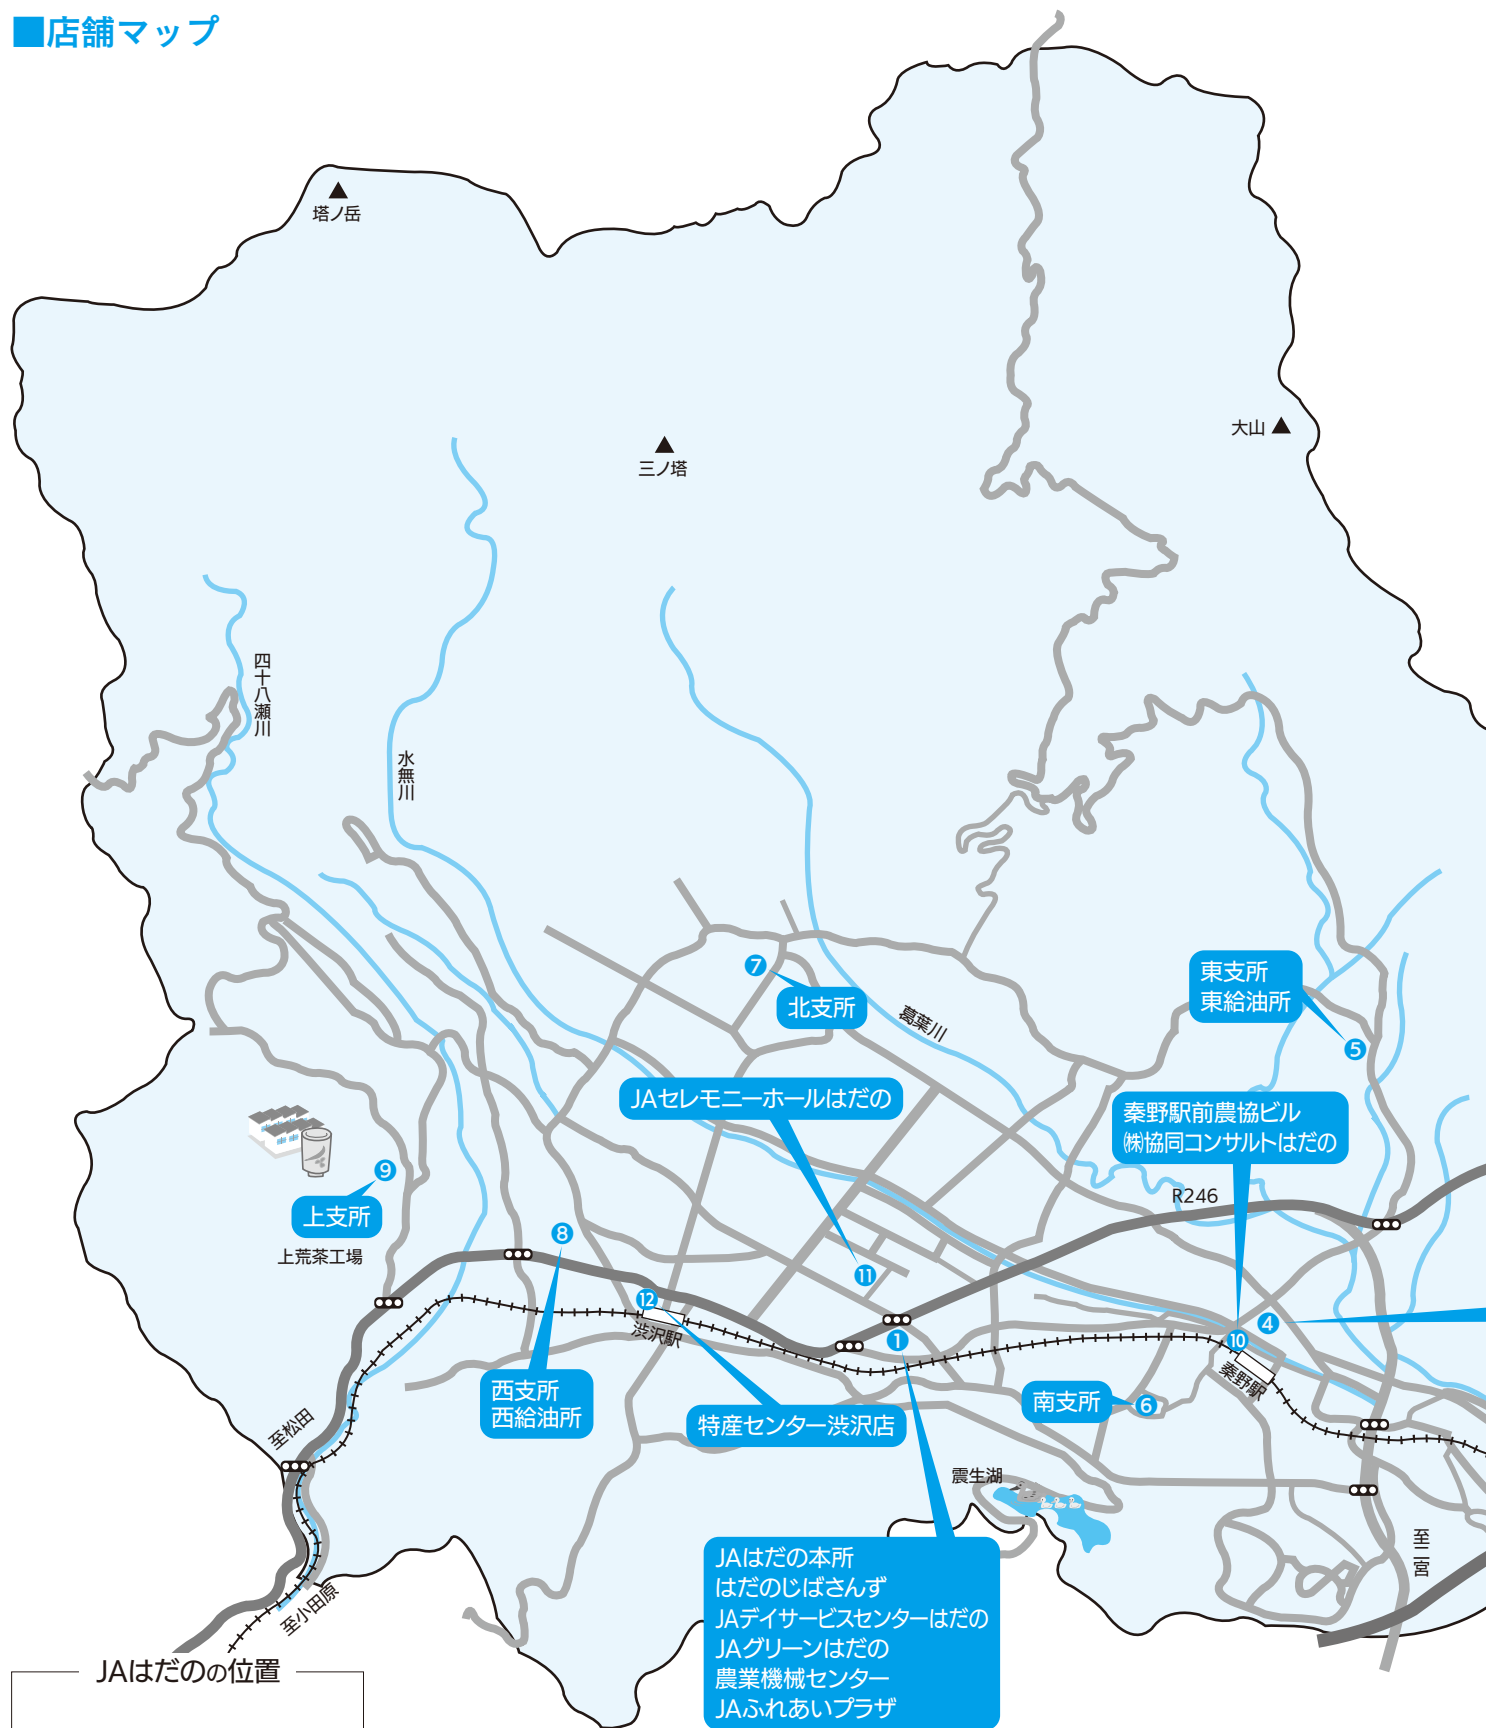 ■店舗マップ
塔ノ岳
大山
三ノ塔
四十八瀬川
水無川
⑦
北支所
葛葉川
東支所
東給油所
⑤
JAセレモニーホールはだの
秦野駅前農協ビル
㈱協同コンサルトはだの
R246
⑨
上支所
上荒茶工場
⑧
⑪
⑫
渋沢駅
①
④
⑩
秦野駅
西支所
西給油所
特産センター渋沢店
南支所
⑥
至松田
震生湖
至二宮
至小田原
JAはだの本所
はだのじばさんず
JAデイサービスセンターはだの
JAグリーンはだの
農業機械センター
JAふれあいプラザ
JAはだのの位置